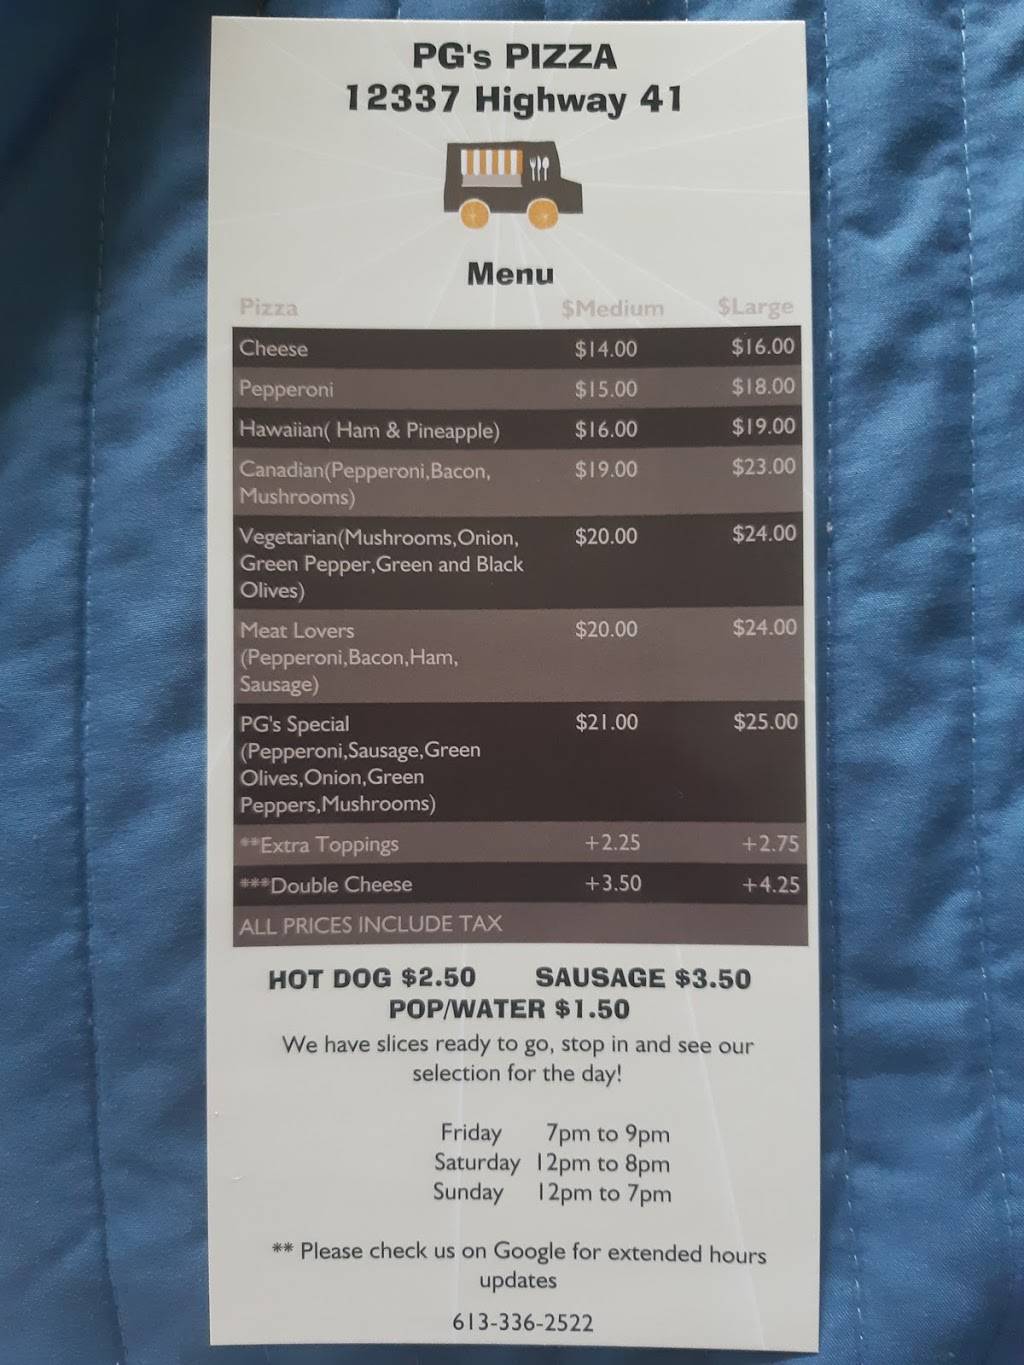 PG's PIZZA
12337 Highway 41
Menu
Pizza $Medium $Large
Cheese $14.00 $16.00
Pepperoni $15.00 $18.00
Hawaiian( Ham & Pineapple) $16.00 $19.00
Canadian(Pepperoni,Bacon, $19.00 $23.00
Mushrooms)
Vegetarian(Mushrooms,Onion, $20.00 $24.00
Green Pepper,Green and Black
Olives)
Meat Lovers $20.00 $24.00
(Pepperoni,Bacon,Ham,
Sausage)
PG's Special $21.00 $25.00
(Pepperoni,Sausage,Green
Olives,Onion,Green
Peppers,Mushrooms)
**Extra Toppings +2.25 +2.75
***Double Cheese +3.50 +4.25
ALL PRICES INCLUDE TAX
HOT DOG $2.50 SAUSAGE $3.50
POP/WATER $1.50
We have slices ready to go, stop in and see our
selection for the day!
Friday 7pm to 9pm
Saturday 12pm to 8pm
Sunday 12pm to 7pm
** Please check us on Google for extended hours
updates
613-336-2522